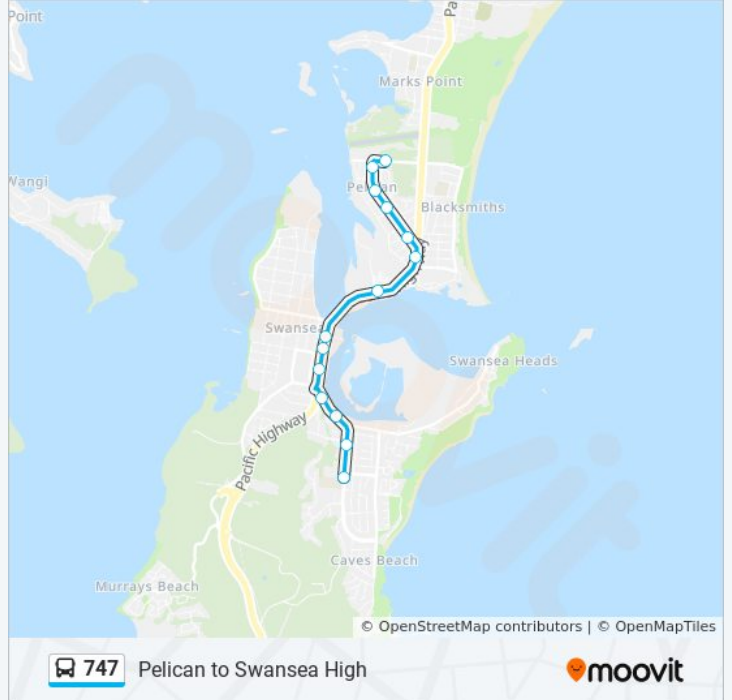 Point
Pa
Marks Point
Wangi
Pelican
Blacksmiths
Swansea
Swansea Heads
Pacific Highway
Caves Beach
Murrays Beach
© OpenStreetMap contributors | © OpenMapTiles
747 Pelican to Swansea High
moovit